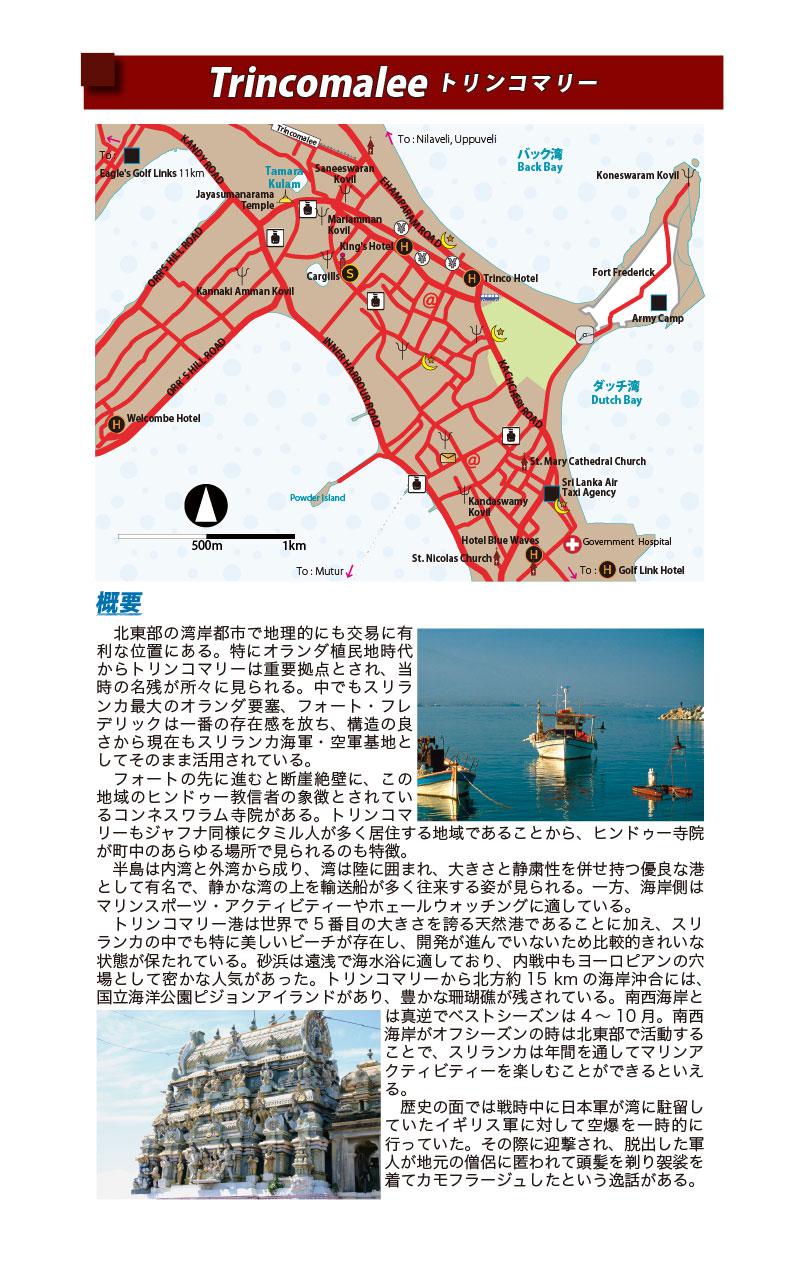 Trincomalee トリンコマリー
Trincomalee
To : Nilaveli, Uppuveli
バック湾
Back Bay
KANDY ROAD
To :
Eagle's Golf Links 11km
Tamara
Kulam
Saneeswaran
Kovil
Koneswaram Kovil
Jayasumanarama
Temple
EHAMPARAM ROAD
Mariamman
Kovil
King's Hotel
H
ORR'S HILL ROAD
Cargills
S
H
Trinco Hotel
Fort Frederick
Kannaki Amman Kovil
@
Army Camp
ORR'S HILL ROAD
INNER HARBOUR ROAD
KACHCHERI ROAD
ダッチ湾
Dutch Bay
H
Welcombe Hotel
@
St. Mary Cathedral Church
Sri Lanka Air
Taxi Agency
Powder Island
Kandaswamy
Kovil
500m
1km
Hotel Blue Waves
H
Government Hospital
St. Nicolas Church
To : Mutur
To :
H
Golf Link Hotel
概要
北東部の湾岸都市で地理的にも交易に有
利な位置にある。特にオランダ植民地時代
からトリンコマリーは重要拠点とされ、当
時の名残が所々に見られる。中でもスリラ
ンカ最大のオランダ要塞、フォート・フレ
デリックは一番の存在感を放ち、構造の良
さから現在もスリランカ海軍・空軍基地と
してそのまま活用されている。
フォートの先に進むと断崖絶壁に、この
地域のヒンドゥー教信者の象徴とされてい
るコンネスワラム寺院がある。トリンコマ
リーもジャフナ同様にタミル人が多く居住する地域であることから、ヒンドゥー寺院
が町中のあらゆる場所で見られるのも特徴。
半島は内湾と外湾から成り、湾は陸に囲まれ、大きさと静粛性を併せ持つ優良な港
として有名で、静かな湾の上を輸送船が多く往来する姿が見られる。一方、海岸側は
マリンスポーツ・アクティビティーやホェールウォッチングに適している。
トリンコマリー港は世界で 5 番目の大きさを誇る天然港であることに加え、スリ
ランカの中でも特に美しいビーチが存在し、開発が進んでいないため比較的きれいな
状態が保たれている。砂浜は遠浅で海水浴に適しており、内戦中もヨーロピアンの穴
場として密かな人気があった。トリンコマリーから北方約 15 km の海岸沖合には、
国立海洋公園ピジョンアイランドがあり、豊かな珊瑚礁が残されている。南西海岸と
は真逆でベストシーズンは 4 〜 10 月。南西
海岸がオフシーズンの時は北東部で活動する
ことで、スリランカは年間を通してマリンア
クティビティーを楽しむことができるといえ
る。
歴史の面では戦時中に日本軍が湾に駐留し
ていたイギリス軍に対して空爆を一時的に
行っていた。その際に迎撃され、脱出した軍
人が地元の僧侶に匿われて頭髪を剃り袈裟を
着てカモフラージュしたという逸話がある。